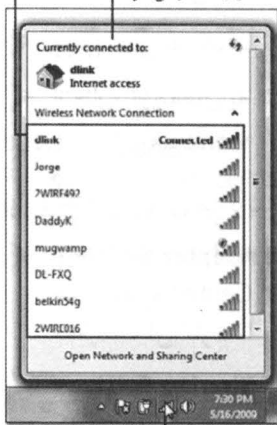 Currently connected to:
dlink
Internet access
Wireless Network Connection
dlink Connected
Jorge
2WIRE492
DaddyK
mugwamp
DL-FXQ
belkin54g
2WIRE016
Open Network and Sharing Center
7:30 PM
5/16/2009